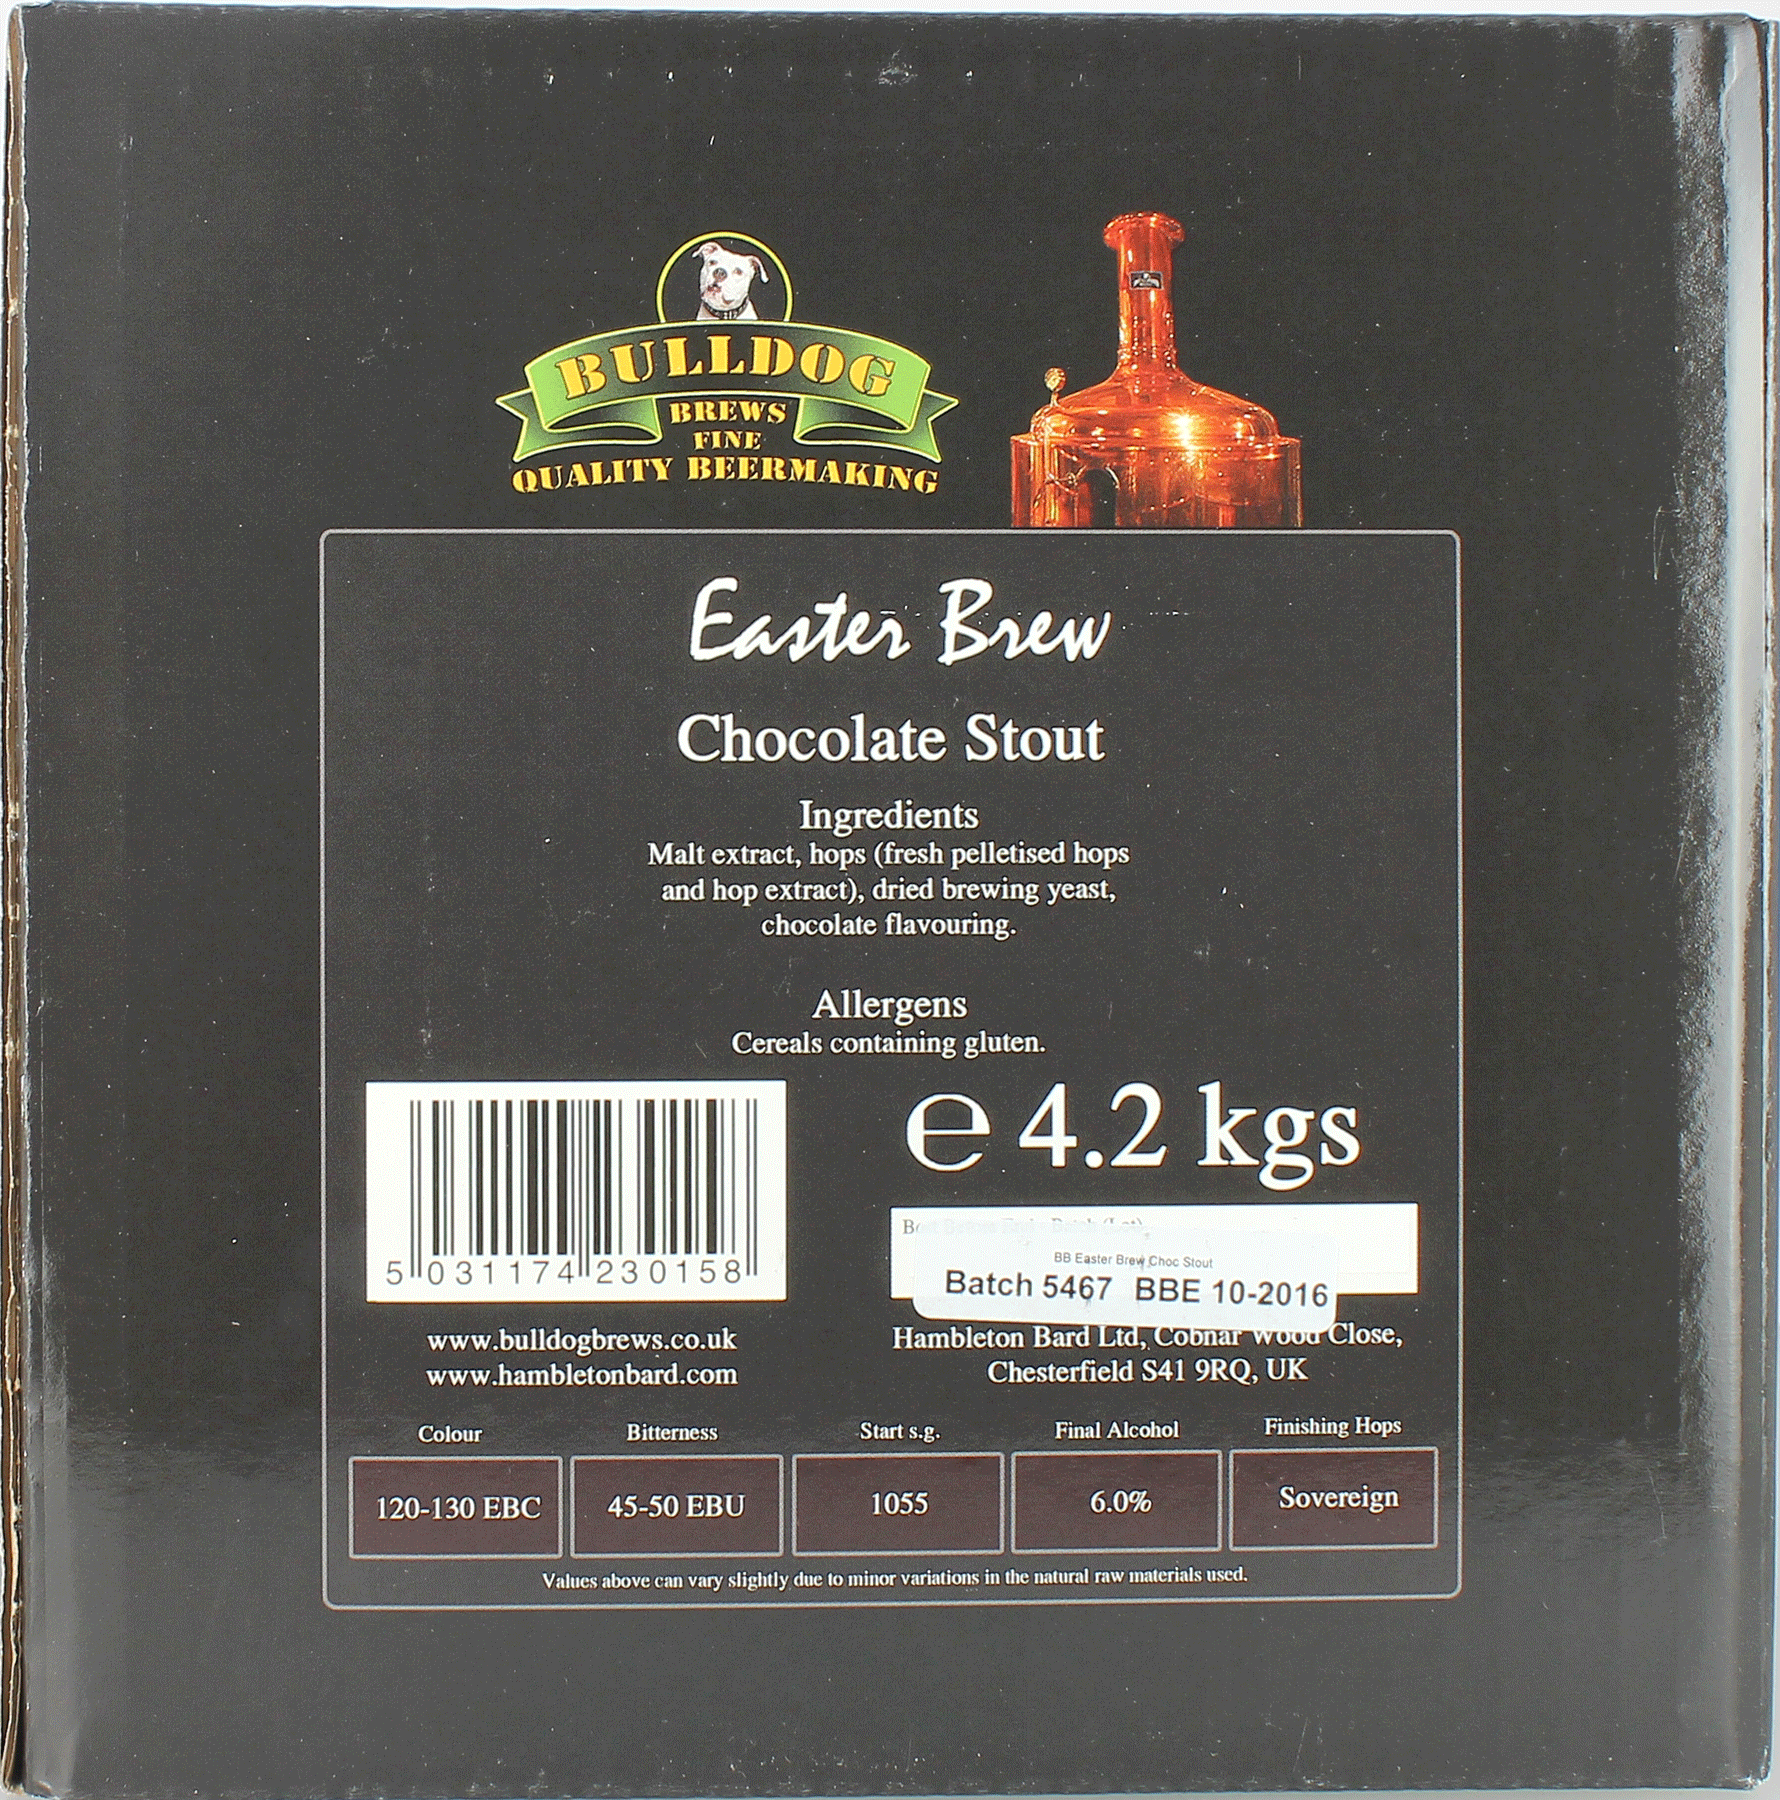 BULLDOG
BREWS
FINE
QUALITY BEERMAKING
Easter Brew
Chocolate Stout
Ingredients
Malt extract, hops (fresh pelletised hops
and hop extract), dried brewing yeast,
chocolate flavouring.
Allergens
Cereals containing gluten.
e 4.2 kgs
5 031174 230158
BB Easter Brew Choc Stout
Batch 5467 BBE 10-2016
www.bulldogbrews.co.uk
www.hambletonbard.com
Hambleton Bard Ltd, Cobnar Wood Close,
Chesterfield S41 9RQ, UK
Colour Bitterness Start s.g. Final Alcohol Finishing Hops
120-130 EBC 45-50 EBU 1055 6.0% Sovereign
Values above can vary slightly due to minor variations in the natural raw materials used.